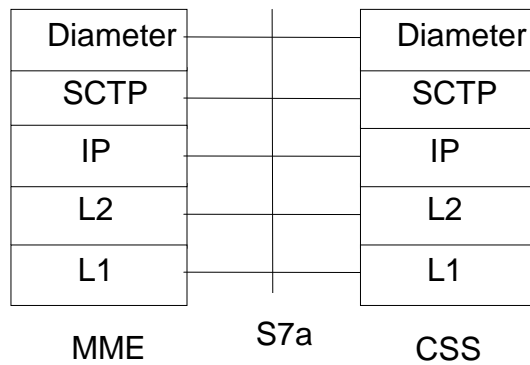 Diameter Diameter
SCTP SCTP
IP IP
L2 L2
L1 L1
MME S7a CSS